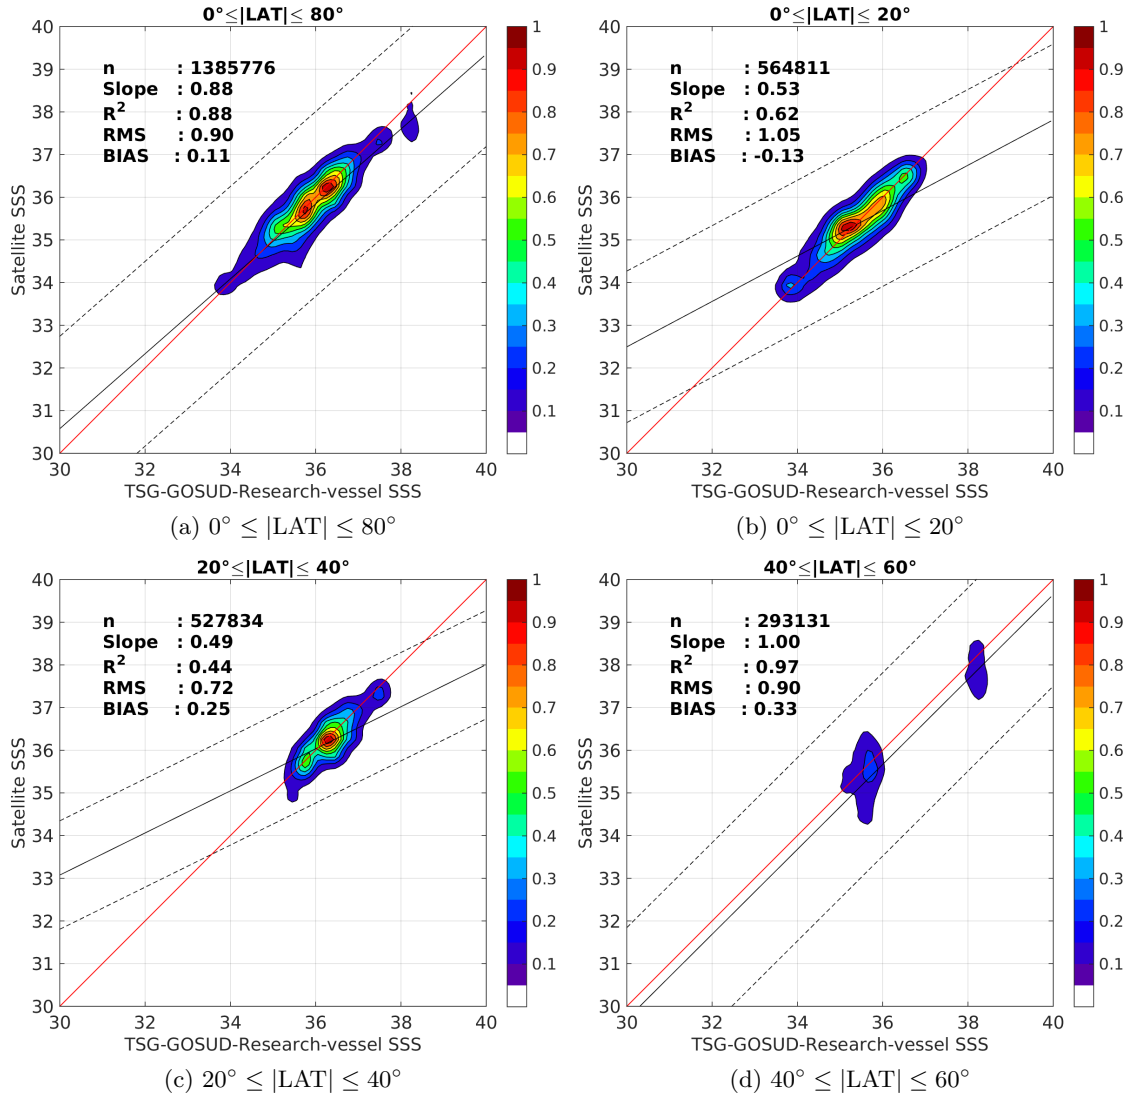 0°≤|LAT|≤ 80°
n : 1385776
Slope : 0.88
R2 : 0.88
RMS : 0.90
BIAS : 0.11
40
39
38
37
36
35
34
33
32
31
30
30 32 34 36 38 40
Satellite SSS
TSG-GOSUD-Research-vessel SSS
1
0.9
0.8
0.7
0.6
0.5
0.4
0.3
0.2
0.1
(a) 0° ≤ |LAT| ≤ 80°
0°≤|LAT|≤ 20°
n : 564811
Slope : 0.53
R2 : 0.62
RMS : 1.05
BIAS : -0.13
40
39
38
37
36
35
34
33
32
31
30
30 32 34 36 38 40
Satellite SSS
TSG-GOSUD-Research-vessel SSS
1
0.9
0.8
0.7
0.6
0.5
0.4
0.3
0.2
0.1
(b) 0° ≤ |LAT| ≤ 20°
20°≤|LAT|≤ 40°
n : 527834
Slope : 0.49
R2 : 0.44
RMS : 0.72
BIAS : 0.25
40
39
38
37
36
35
34
33
32
31
30
30 32 34 36 38 40
Satellite SSS
TSG-GOSUD-Research-vessel SSS
1
0.9
0.8
0.7
0.6
0.5
0.4
0.3
0.2
0.1
(c) 20° ≤ |LAT| ≤ 40°
40°≤|LAT|≤ 60°
n : 293131
Slope : 1.00
R2 : 0.97
RMS : 0.90
BIAS : 0.33
40
39
38
37
36
35
34
33
32
31
30
30 32 34 36 38 40
Satellite SSS
TSG-GOSUD-Research-vessel SSS
1
0.9
0.8
0.7
0.6
0.5
0.4
0.3
0.2
0.1
(d) 40° ≤ |LAT| ≤ 60°